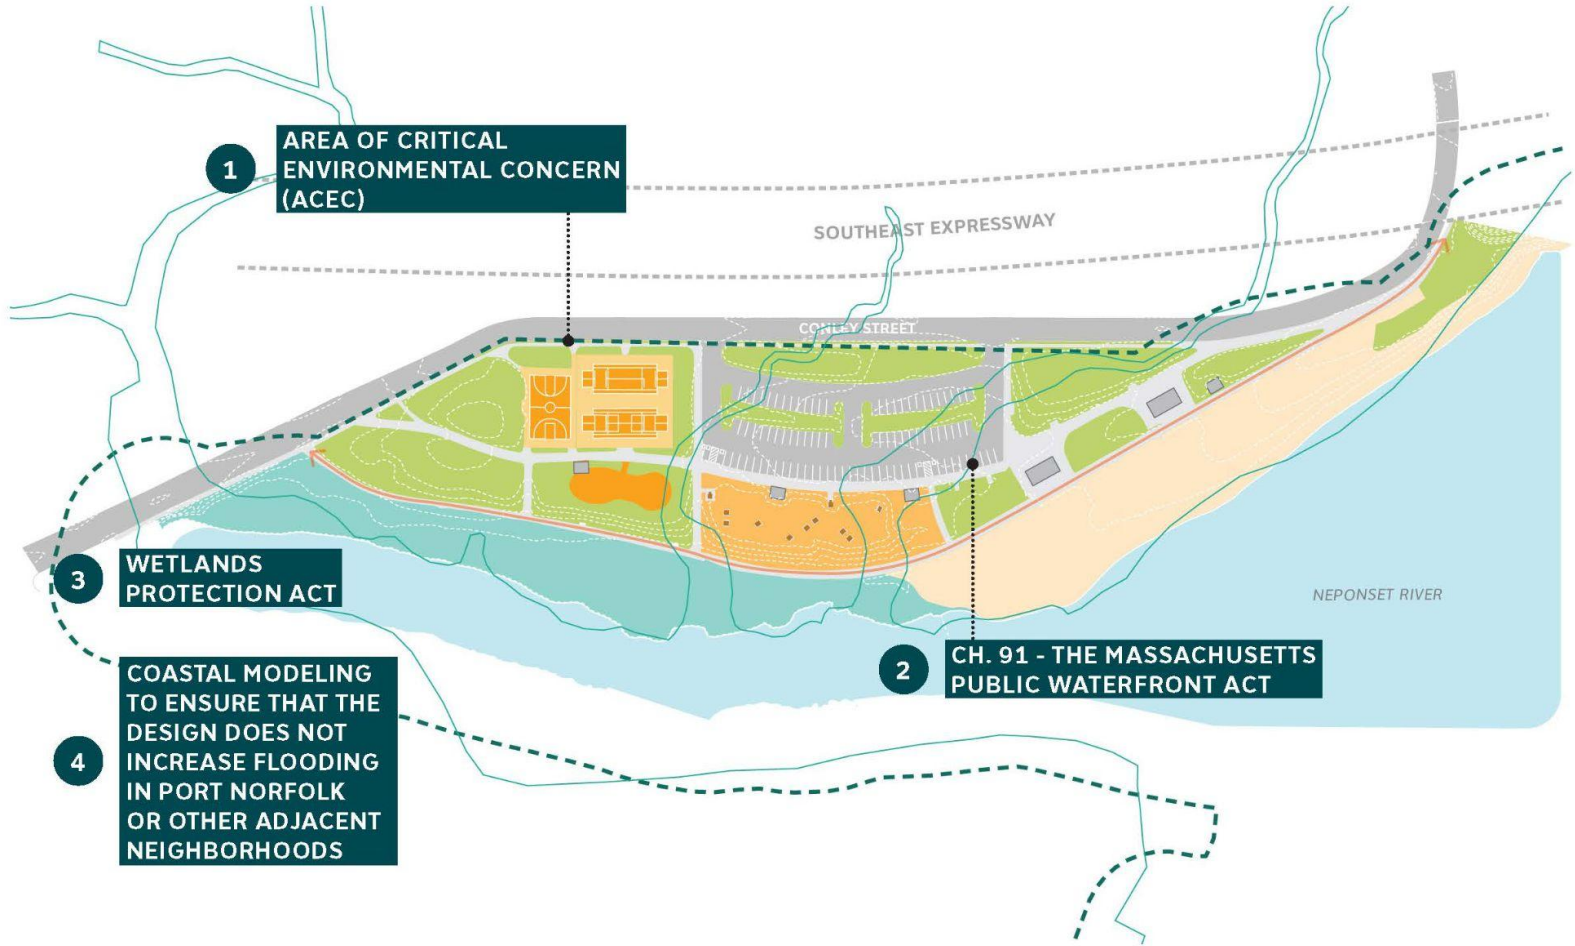 1
AREA OF CRITICAL
ENVIRONMENTAL CONCERN
(ACEC)
SOUTHEAST EXPRESSWAY
CONLEY STREET
3
WETLANDS
PROTECTION ACT
NEPONSET RIVER
2
CH. 91 - THE MASSACHUSETTS
PUBLIC WATERFRONT ACT
4
COASTAL MODELING
TO ENSURE THAT THE
DESIGN DOES NOT
INCREASE FLOODING
IN PORT NORFOLK
OR OTHER ADJACENT
NEIGHBORHOODS